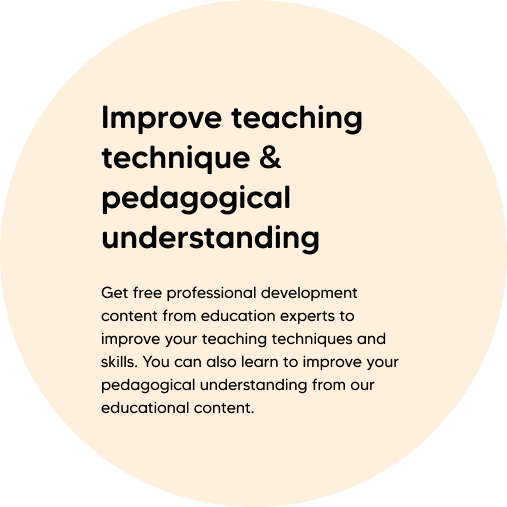 Improve teaching
technique &
pedagogical
understanding
Get free professional development
content from education experts to
improve your teaching techniques and
skills. You can also learn to improve your
pedagogical understanding from our
educational content.